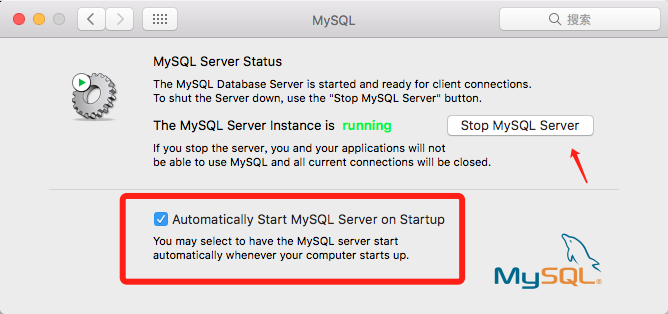 MySQL
搜索
MySQL Server Status
The MySQL Database Server is started and ready for client connections.
To shut the Server down, use the "Stop MySQL Server" button.
The MySQL Server Instance is running
Stop MySQL Server
If you stop the server, you and your applications will not
be able to use MySQL and all current connections will be closed.
Automatically Start MySQL Server on Startup
You may select to have the MySQL server start
automatically whenever your computer starts up.
MySQL®